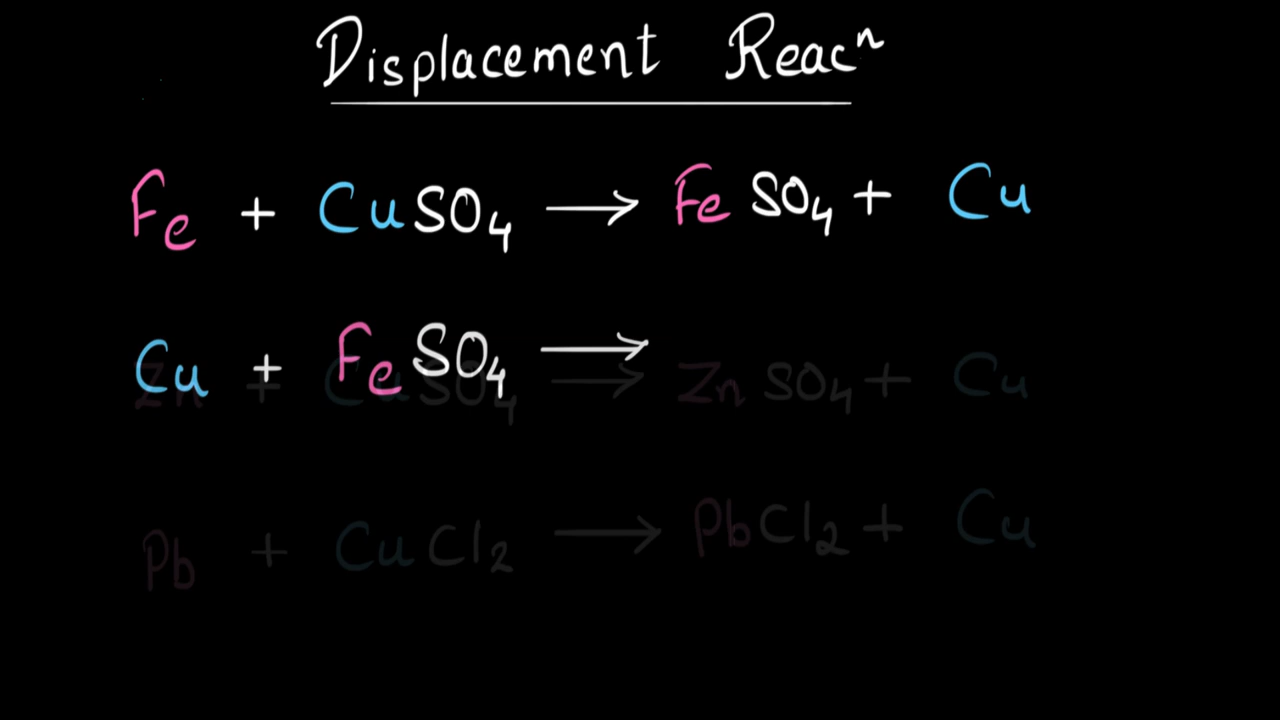 Displacement Reacⁿ
Fe + CuSO₄ → FeSO₄ + Cu
Cu + FeSO₄ →
Zn + CuSO₄ → ZnSO₄ + Cu
Pb + CuCl₂ → PbCl₂ + Cu